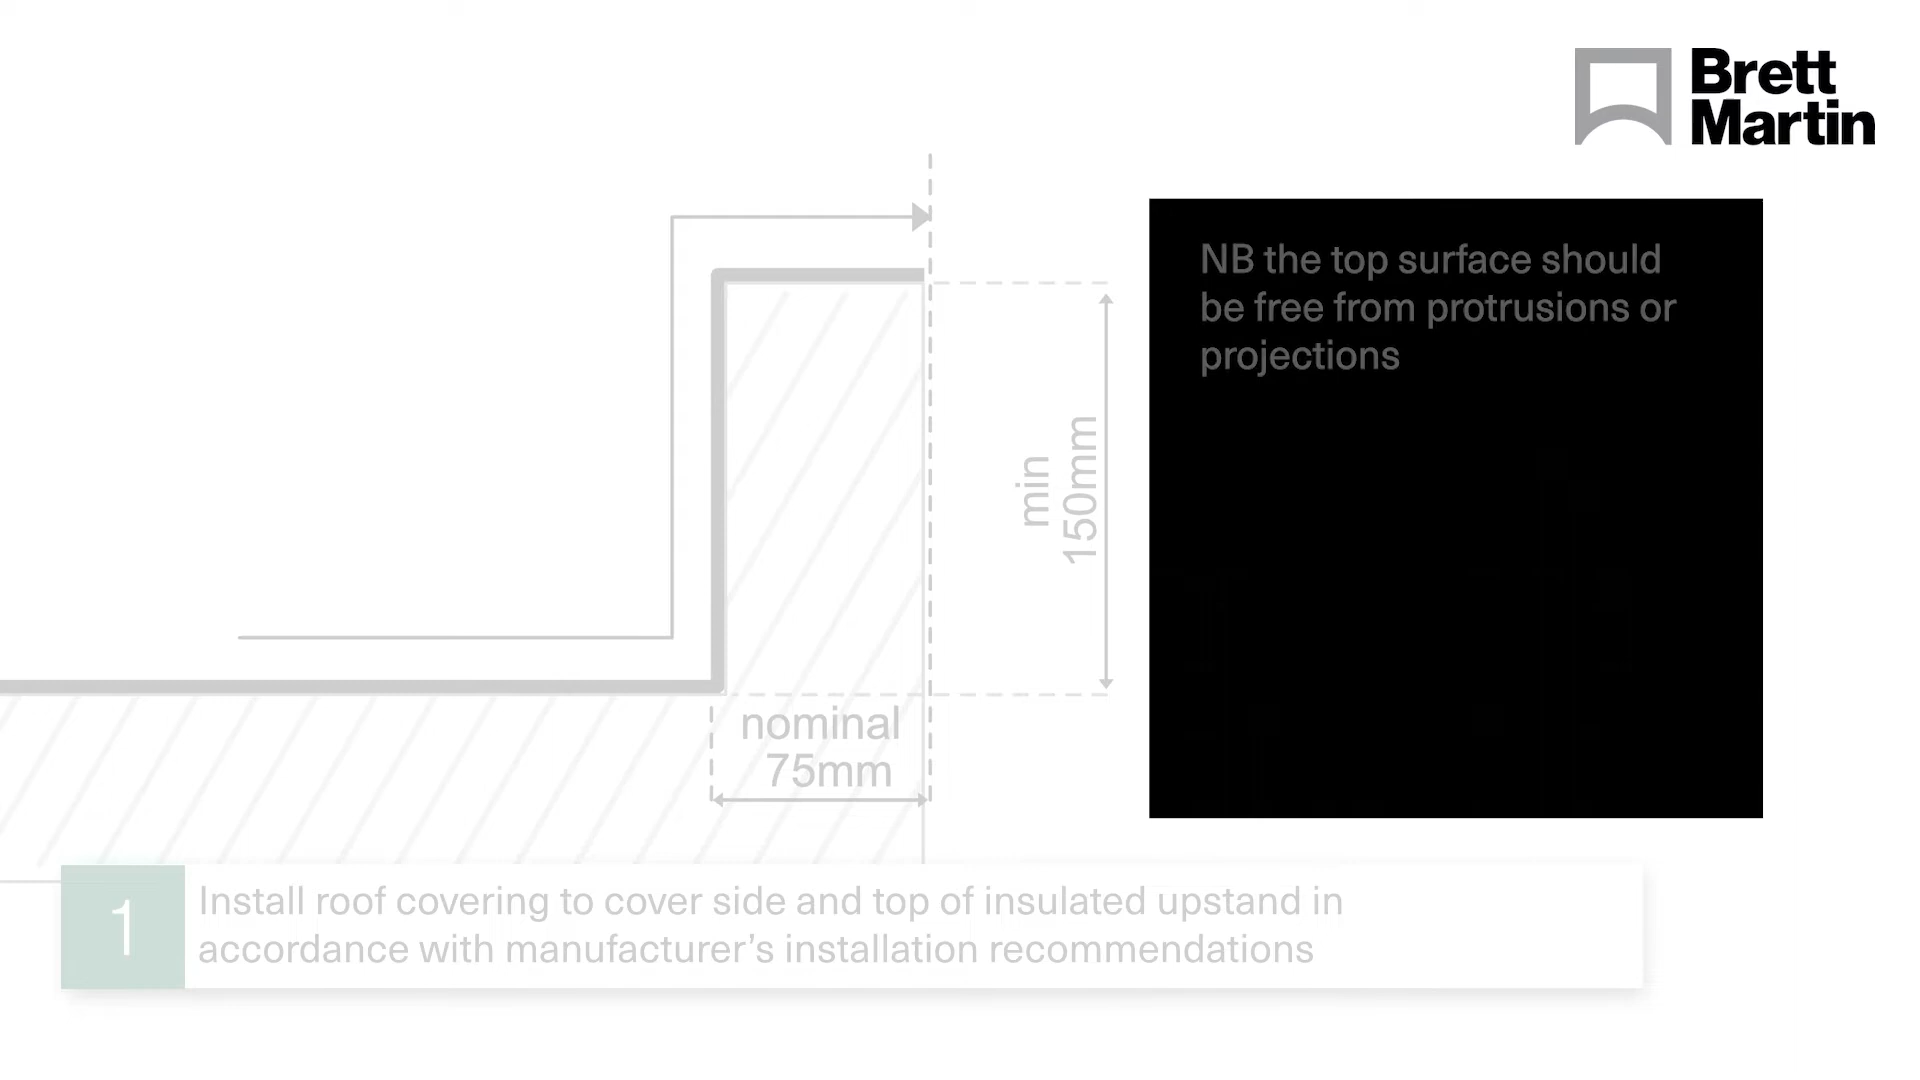 Brett
Martin
NB the top surface should
be free from protrusions or
projections
min
150mm
nominal
75mm
1
Install roof covering to cover side and top of insulated upstand in
accordance with manufacturer’s installation recommendations